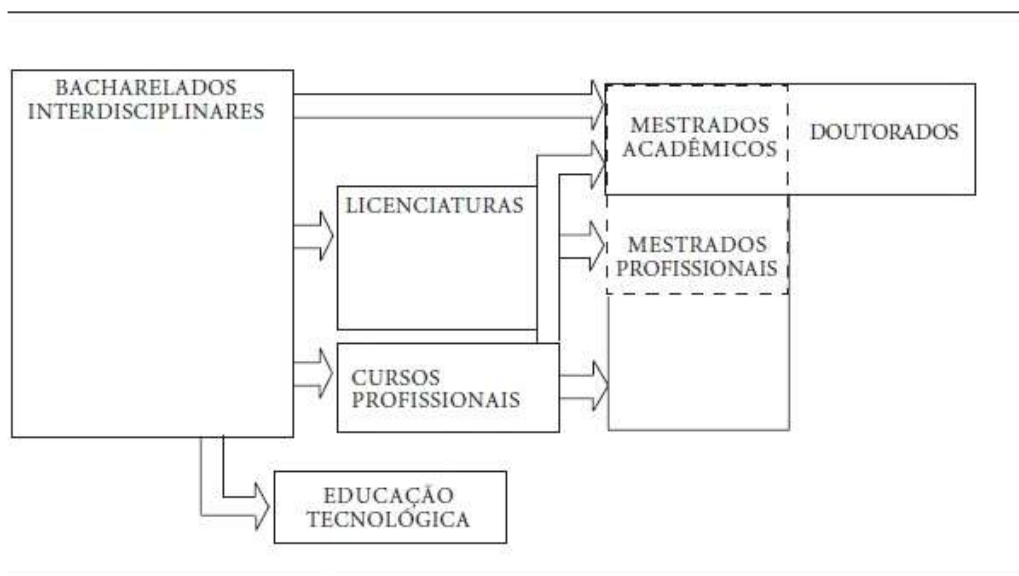 BACHARELADOS
INTERDISCIPLINARES
MESTRADOS
ACADÊMICOS
DOUTORADOS
LICENCIATURAS
MESTRADOS
PROFISSIONAIS
CURSOS
PROFISSIONAIS
EDUCAÇÃO
TECNOLÓGICA